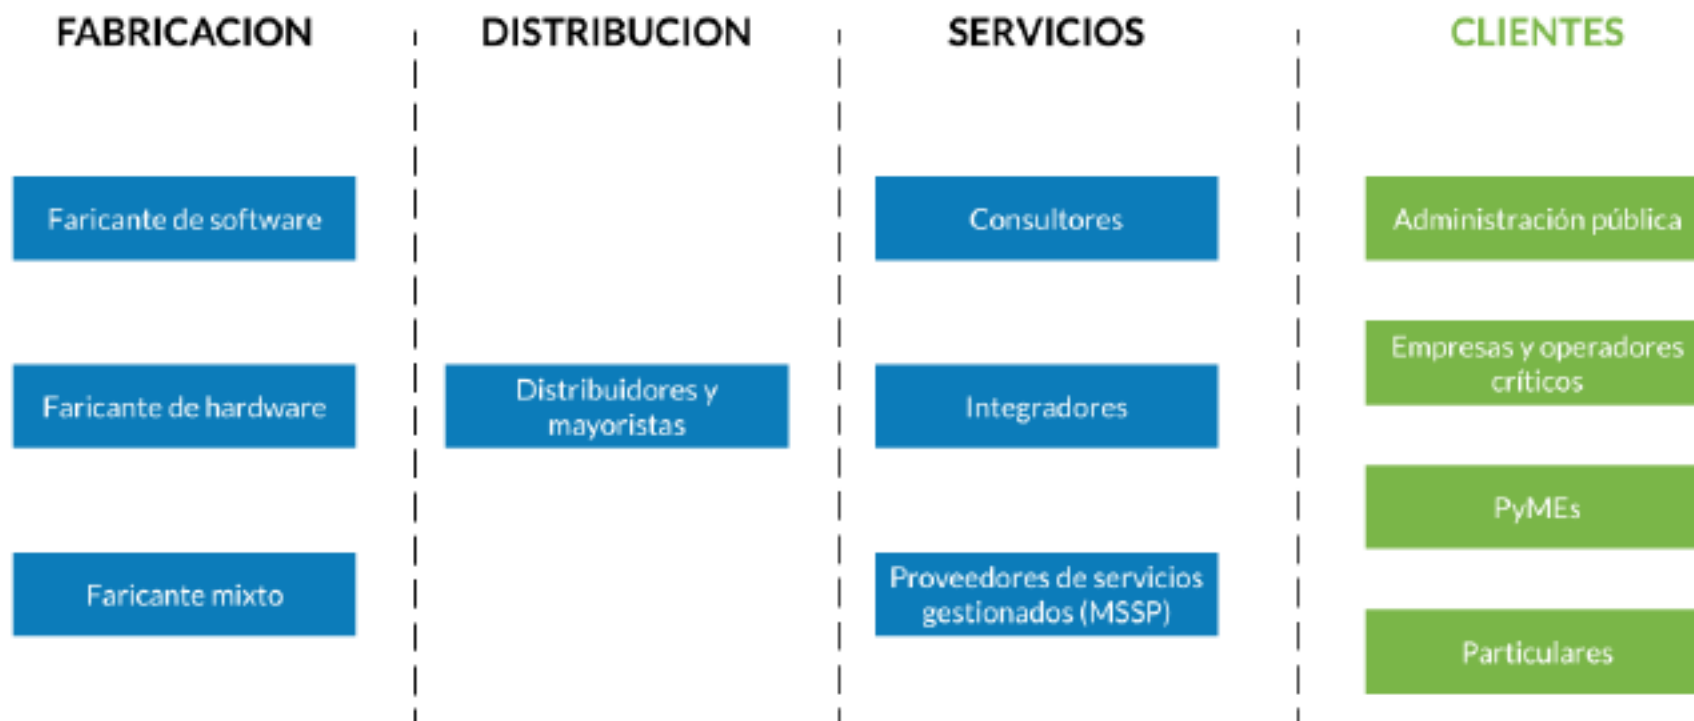 FABRICACION
DISTRIBUCION
SERVICIOS
CLIENTES
Faricante de software
Faricante de hardware
Faricante mixto
Distribuidores y
mayoristas
Consultores
Integradores
Proveedores de servicios
gestionados (MSSP)
Administración pública
Empresas y operadores
críticos
PyMEs
Particulares